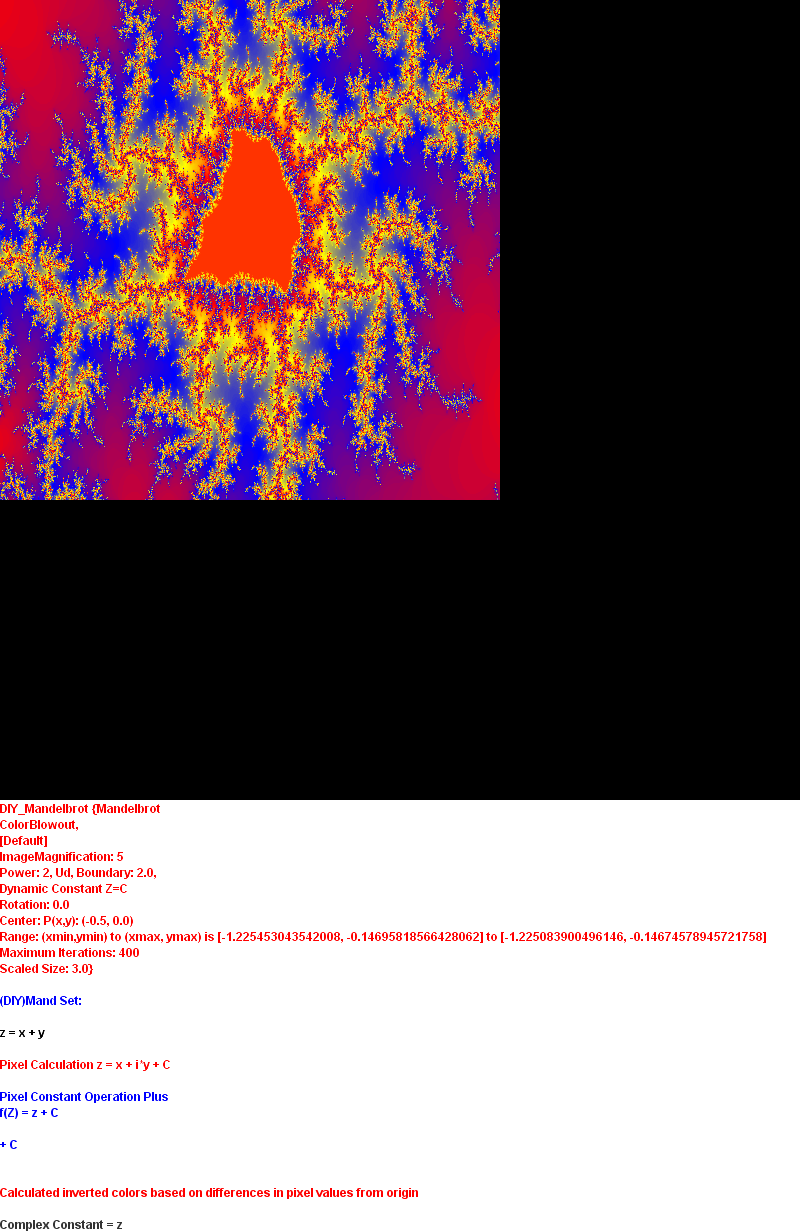 DIY_Mandelbrot {Mandelbrot
ColorBlowout,
[Default]
ImageMagnification: 5
Power: 2, Ud, Boundary: 2.0,
Dynamic Constant Z=C
Rotation: 0.0
Center: P(x,y): (-0.5, 0.0)
Range: (xmin,ymin) to (xmax, ymax) is [-1.225453043542008, -0.14695818566428062] to [-1.225083900496146, -0.14674578945721758]
Maximum Iterations: 400
Scaled Size: 3.0}
(DIY)Mand Set:
z = x + y
Pixel Calculation z = x + i*y + C
Pixel Constant Operation Plus
f(Z) = z + C
+ C
Calculated inverted colors based on differences in pixel values from origin
Complex Constant = z